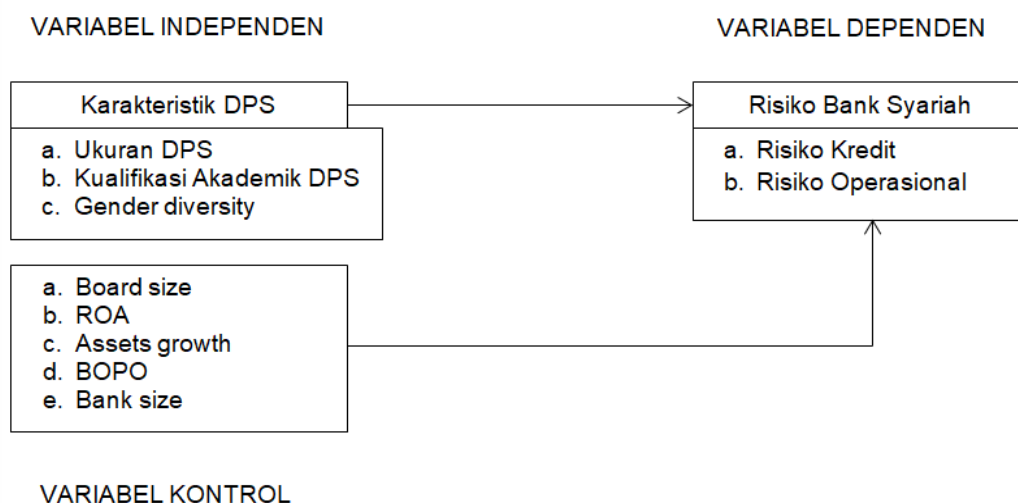 VARIABEL INDEPENDEN
VARIABEL DEPENDEN
Karakteristik DPS
a. Ukuran DPS
b. Kualifikasi Akademik DPS
c. Gender diversity
Risiko Bank Syariah
a. Risiko Kredit
b. Risiko Operasional
a. Board size
b. ROA
c. Assets growth
d. BOPO
e. Bank size
VARIABEL KONTROL